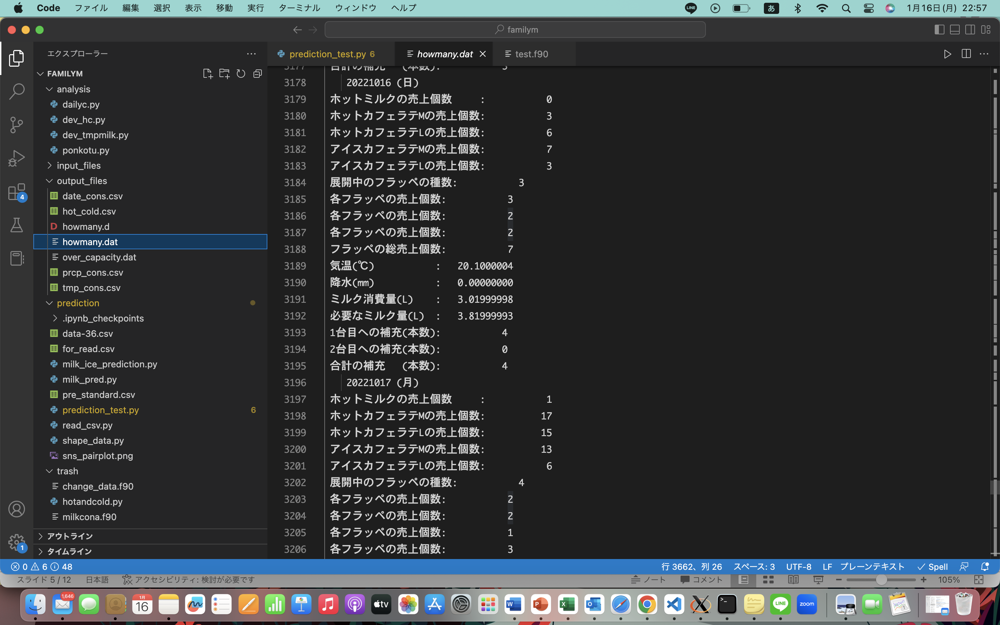 Code ファイル 編集 選択 表示 移動 実行 ターミナル ウィンドウ ヘルプ LINE あ 1月16日(月) 22:57
familym
エクスプローラー
FAMILYM
analysis
dailyc.py
dev_hc.py
dev_tmpmilk.py
ponkotu.py
input_files
output_files
date_cons.csv
hot_cold.csv
D howmany.d
howmany.dat
over_capacity.dat
prcp_cons.csv
tmp_cons.csv
prediction
.ipynb_checkpoints
data-36.csv
for_read.csv
milk_ice_prediction.py
milk_pred.py
pre_standard.csv
prediction_test.py 6
read_csv.py
shape_data.py
sns_pairplot.png
trash
change_data.f90
hotandcold.py
milkcona.f90
アウトライン
タイムライン
4
1
prediction_test.py 6 howmany.dat test.f90
3177 合計の補充 (本数): 3
3178 20221016 (日)
3179 ホットミルクの売上個数 : 0
3180 ホットカフェラテMの売上個数: 3
3181 ホットカフェラテLの売上個数: 6
3182 アイスカフェラテMの売上個数: 7
3183 アイスカフェラテLの売上個数: 3
3184 展開中のフラッペの種数: 3
3185 各フラッペの売上個数: 3
3186 各フラッペの売上個数: 2
3187 各フラッペの売上個数: 2
3188 フラッペの総売上個数: 7
3189 気温(℃) : 20.1000004
3190 降水(㎜) : 0.00000000
3191 ミルク消費量(L) : 3.01999998
3192 必要なミルク量(L) : 3.81999993
3193 1台目への補充(本数): 4
3194 2台目への補充(本数): 0
3195 合計の補充 (本数): 4
3196 20221017 (月)
3197 ホットミルクの売上個数 : 1
3198 ホットカフェラテMの売上個数: 17
3199 ホットカフェラテLの売上個数: 15
3200 アイスカフェラテMの売上個数: 13
3201 アイスカフェラテLの売上個数: 6
3202 展開中のフラッペの種数: 4
3203 各フラッペの売上個数: 2
3204 各フラッペの売上個数: 2
3205 各フラッペの売上個数: 1
3206 各フラッペの売上個数: 3
0 6 48 行 3662、列 26 スペース: 3 UTF-8 LF プレーンテキスト Spell
スライド 5 / 12 日本語 アクセシビリティ: 検討が必要です ノート コメント 105%
1,646 1月 16 tv W P X O LINE zoom